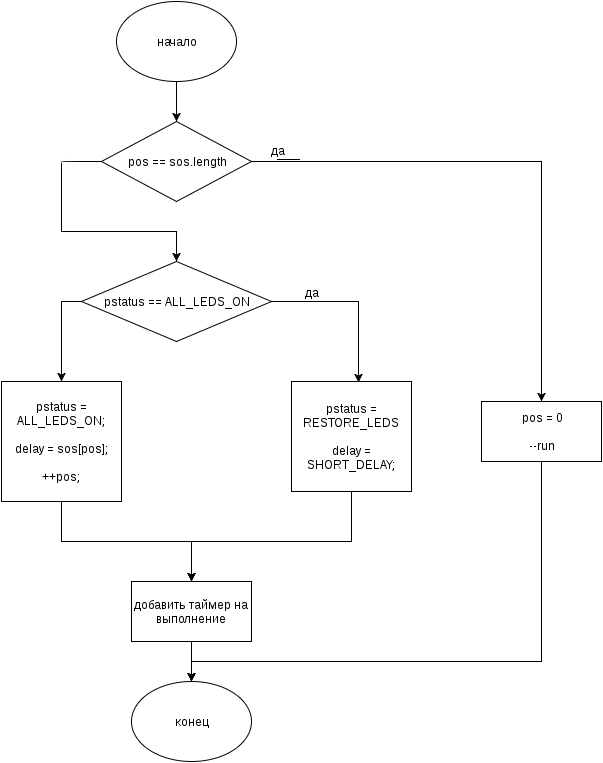 начало
pos == sos.length
да
pstatus == ALL_LEDS_ON
да
pstatus =
ALL_LEDS_ON;
delay = sos[pos];
++pos;
pstatus =
RESTORE_LEDS
delay =
SHORT_DELAY;
pos = 0
--run
добавить таймер на
выполнение
конец